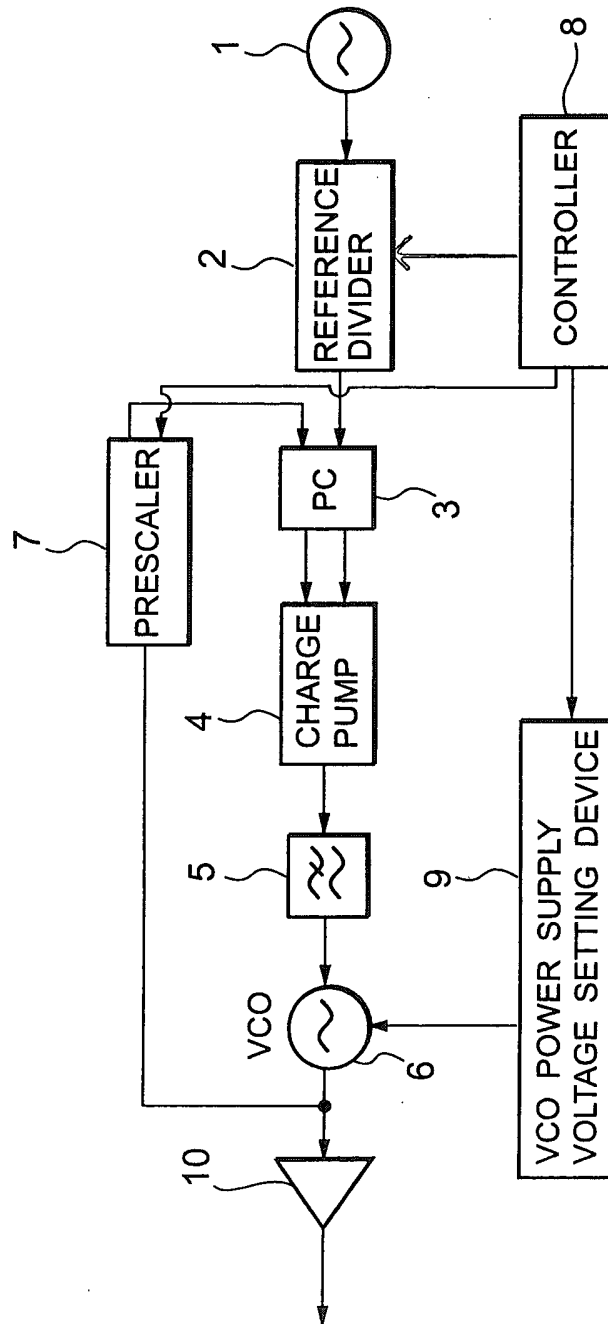 7
PRESCALER
1
2
REFERENCE
DIVIDER
PC
3
4
CHARGE
PUMP
5
VCO
6
10
8
CONTROLLER
9
VCO POWER SUPPLY
VOLTAGE SETTING DEVICE